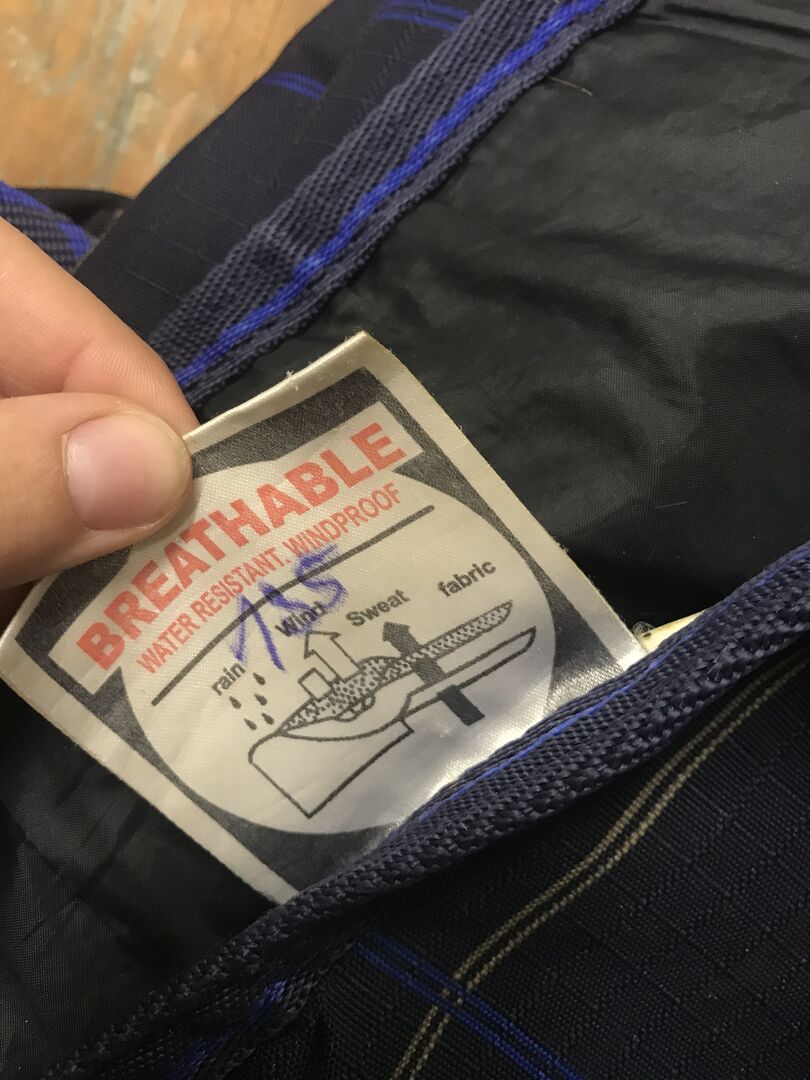 BREATHABLE
WATER RESISTANT. WINDPROOF
155
rain Wind Sweat fabric